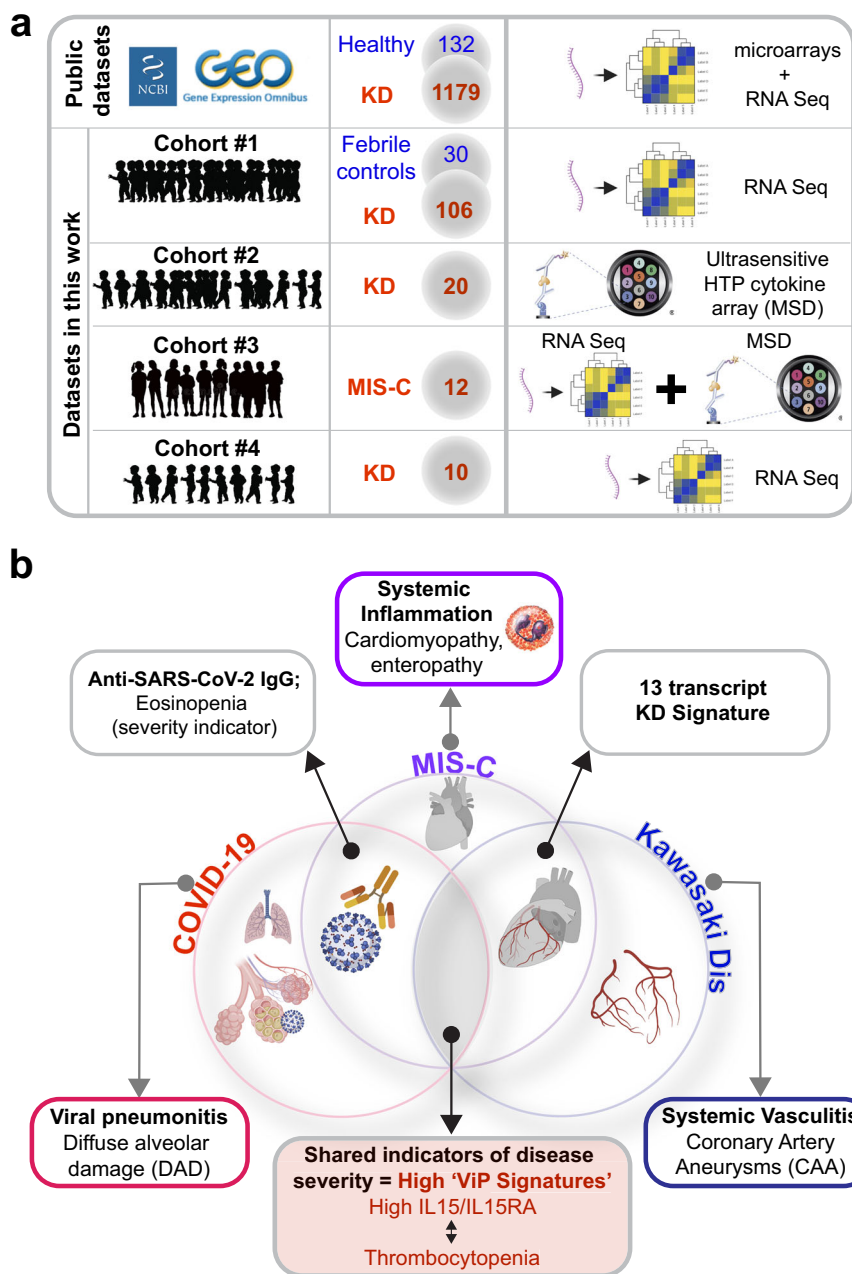 a
Public datasets
NCBI
GEO
Gene Expression Omnibus
Healthy
132
KD
1179
microarrays
+
RNA Seq
Datasets in this work
Cohort #1
Febrile
controls
30
KD
106
RNA Seq
Cohort #2
KD
20
Ultrasensitive
HTP cytokine
array (MSD)
Cohort #3
MIS-C
12
RNA Seq
+
MSD
Cohort #4
KD
10
RNA Seq
b
Systemic
Inflammation
Cardiomyopathy,
enteropathy
Anti-SARS-CoV-2 IgG;
Eosinopenia
(severity indicator)
13 transcript
KD Signature
MIS-C
COVID-19
Kawasaki Dis
Viral pneumonitis
Diffuse alveolar
damage (DAD)
Systemic Vasculitis
Coronary Artery
Aneurysms (CAA)
Shared indicators of disease
severity = High ‘ViP Signatures’
High IL15/IL15RA
Thrombocytopenia